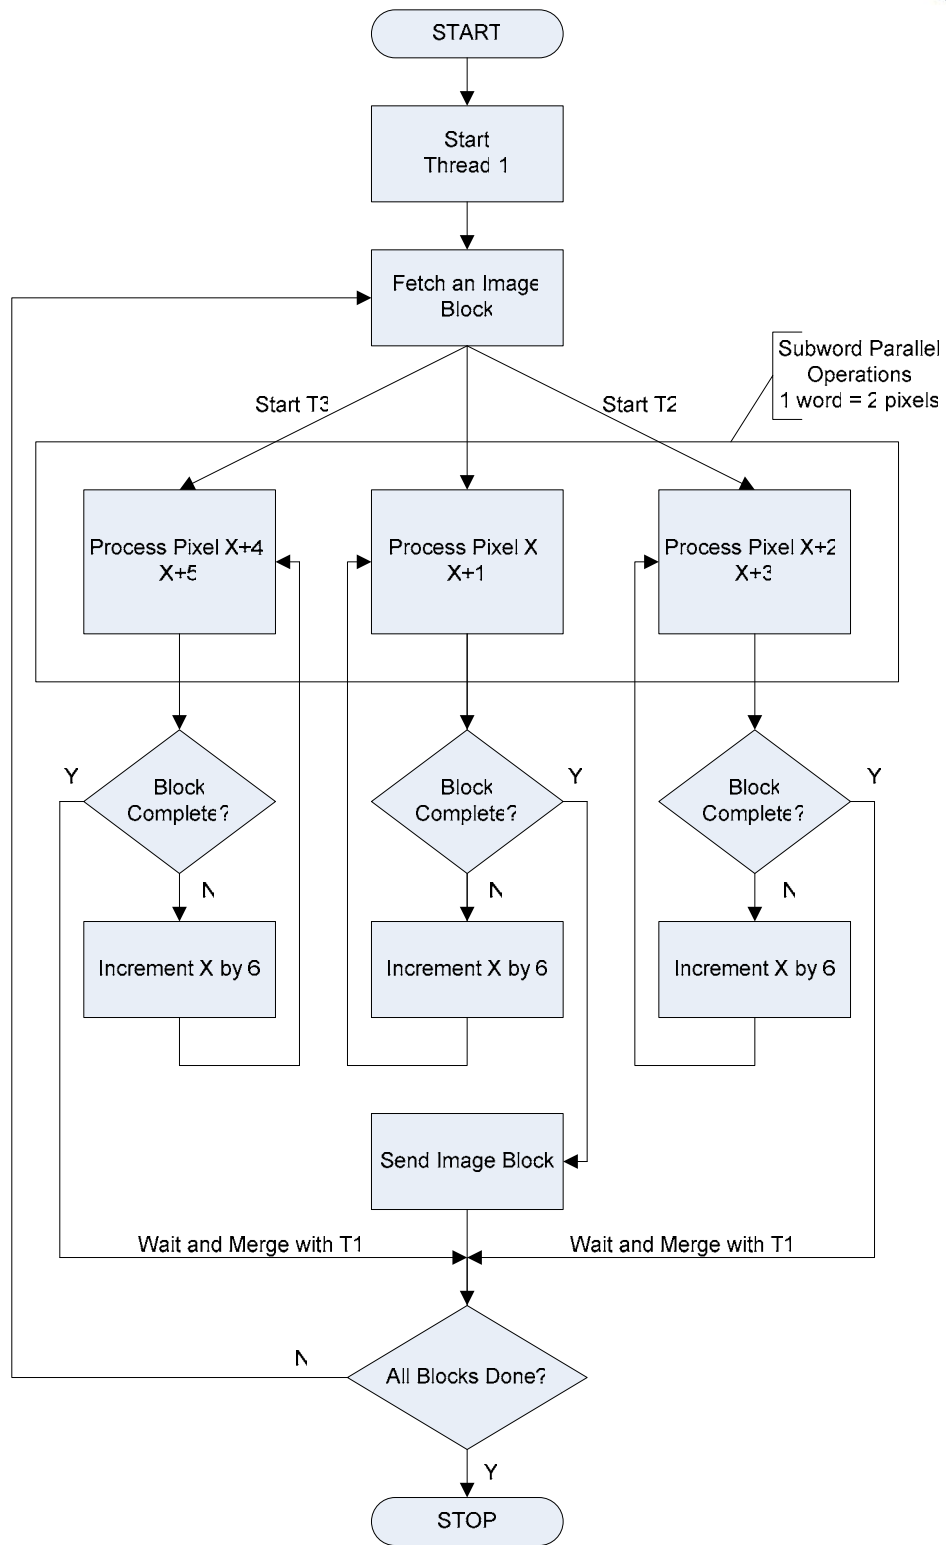 START
Start
Thread 1
Fetch an Image
Block
Subword Parallel
Operations
1 word = 2 pixels
Start T3
Start T2
Process Pixel X+4
X+5
Process Pixel X
X+1
Process Pixel X+2
X+3
Y
Block
Complete?
N
Y
Block
Complete?
N
Y
Block
Complete?
N
Increment X by 6
Increment X by 6
Increment X by 6
Send Image Block
Wait and Merge with T1
Wait and Merge with T1
N
All Blocks Done?
Y
STOP